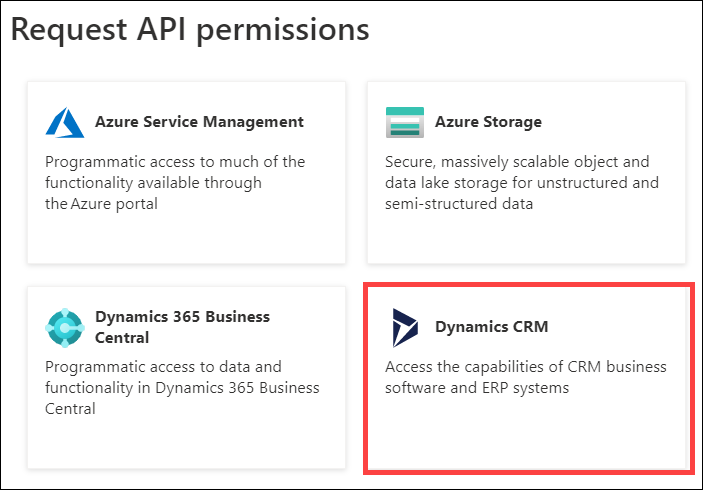 Request API permissions
Azure Service Management
Programmatic access to much of the
functionality available through
the Azure portal
Azure Storage
Secure, massively scalable object and
data lake storage for unstructured and
semi-structured data
Dynamics 365 Business
Central
Programmatic access to data and
functionality in Dynamics 365 Business
Central
Dynamics CRM
Access the capabilities of CRM business
software and ERP systems